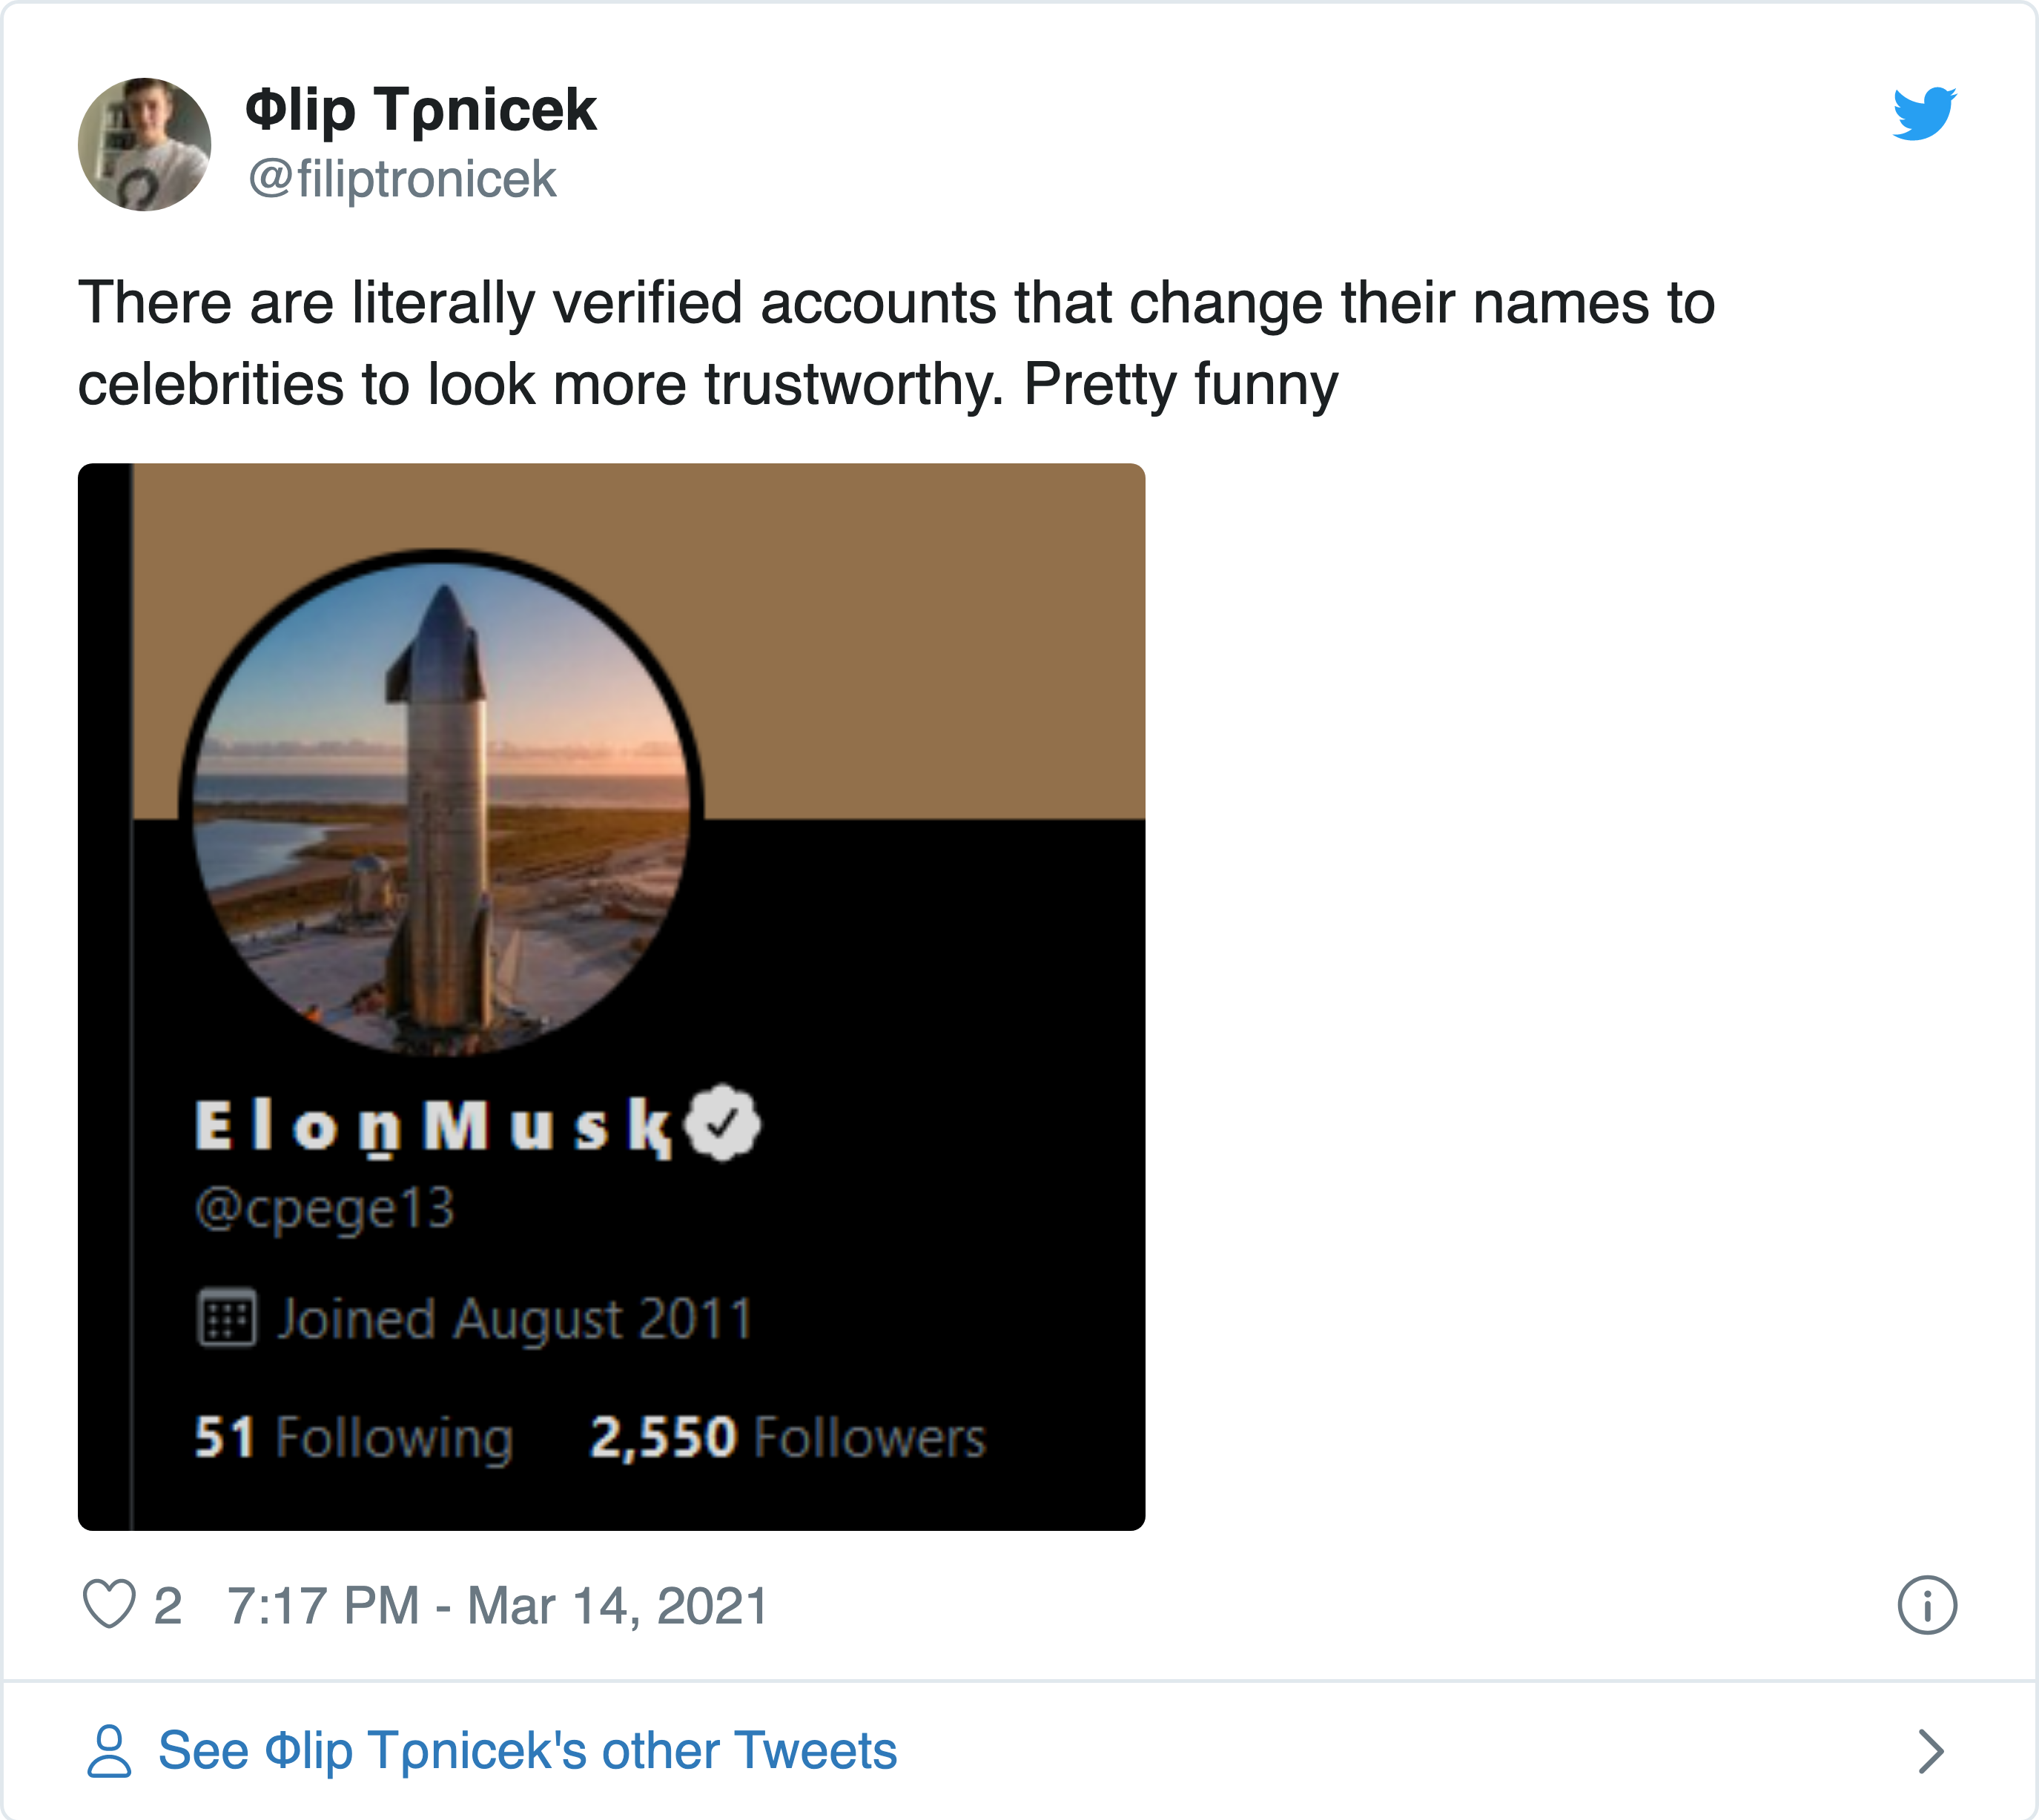 Φlip Tρnicek
@filiptronicek
There are literally verified accounts that change their names to
celebrities to look more trustworthy. Pretty funny
E l o ṉ M u s ķ
@cpege13
Joined August 2011
51 Following 2,550 Followers
2 7:17 PM - Mar 14, 2021
See Φlip Tρnicek's other Tweets